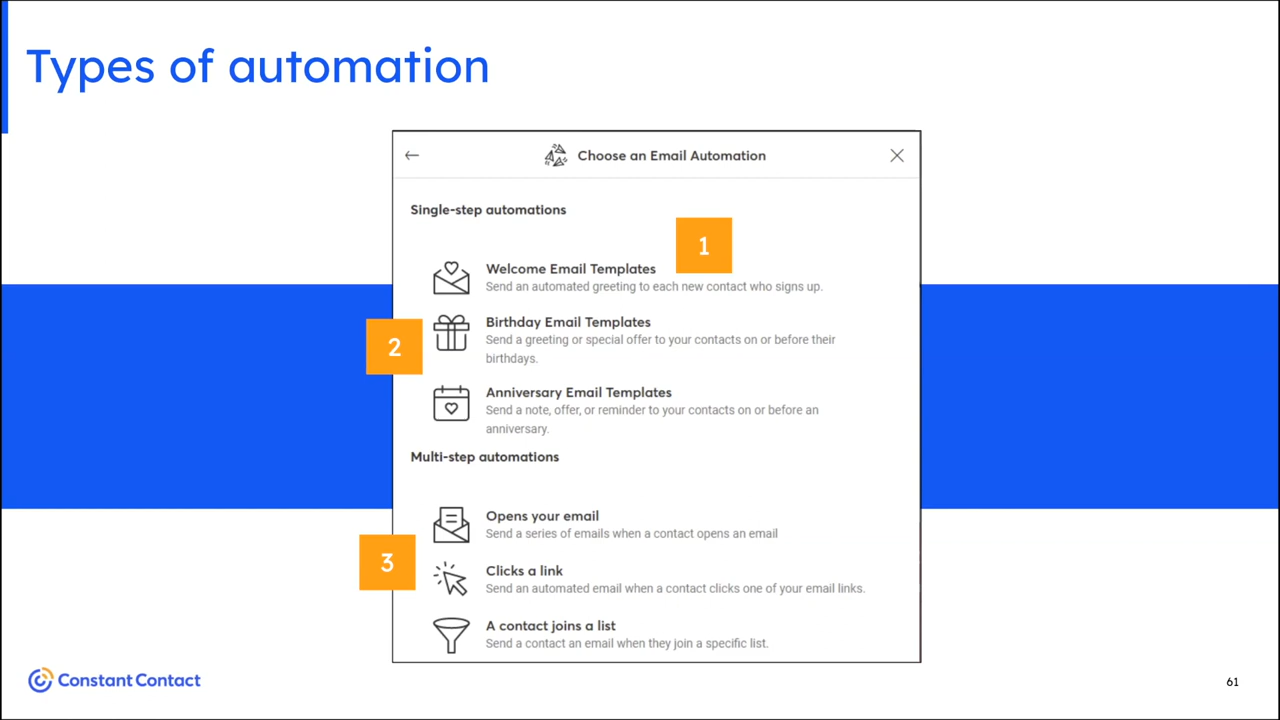 Types of automation
Choose an Email Automation
Single-step automations
1
Welcome Email Templates
Send an automated greeting to each new contact who signs up.
2
Birthday Email Templates
Send a greeting or special offer to your contacts on or before their
birthdays.
Anniversary Email Templates
Send a note, offer, or reminder to your contacts on or before an
anniversary.
Multi-step automations
Opens your email
Send a series of emails when a contact opens an email
3
Clicks a link
Send an automated email when a contact clicks one of your email links.
A contact joins a list
Send a contact an email when they join a specific list.
Constant Contact
61